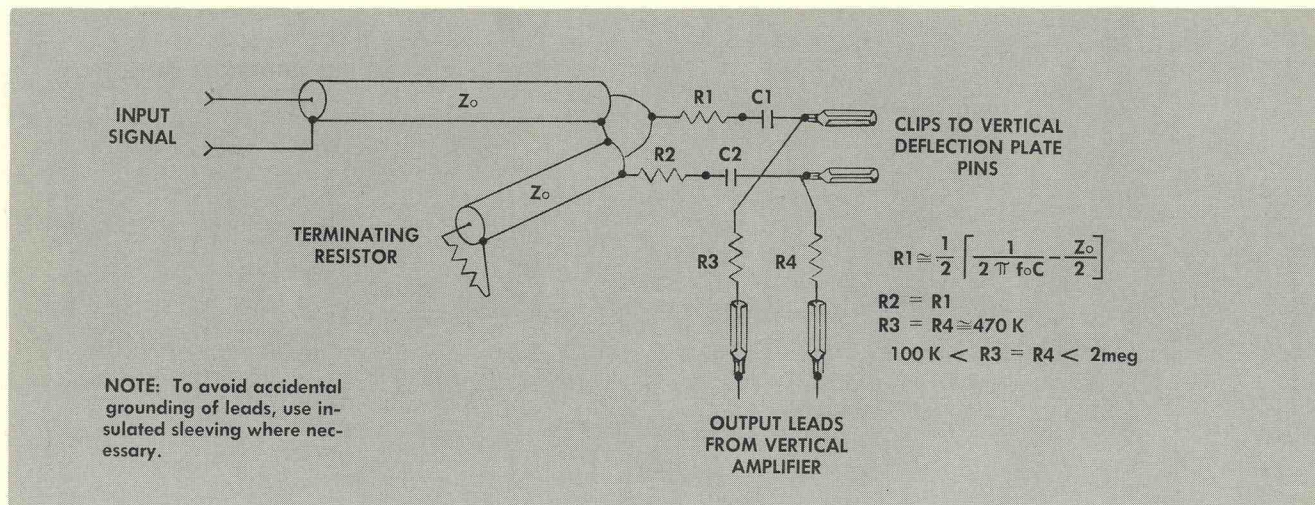 INPUT
SIGNAL
Zo
R1
C1
CLIPS TO VERTICAL
DEFLECTION PLATE
PINS
R2
C2
Zo
TERMINATING
RESISTOR
R3
R4
R1 ≅ 1/2 [1/(2 π foC) - Zo/2]
R2 = R1
R3 = R4 ≅ 470 K
100 K < R3 = R4 < 2meg
NOTE: To avoid accidental
grounding of leads, use in-
sulated sleeving where nec-
essary.
OUTPUT LEADS
FROM VERTICAL
AMPLIFIER